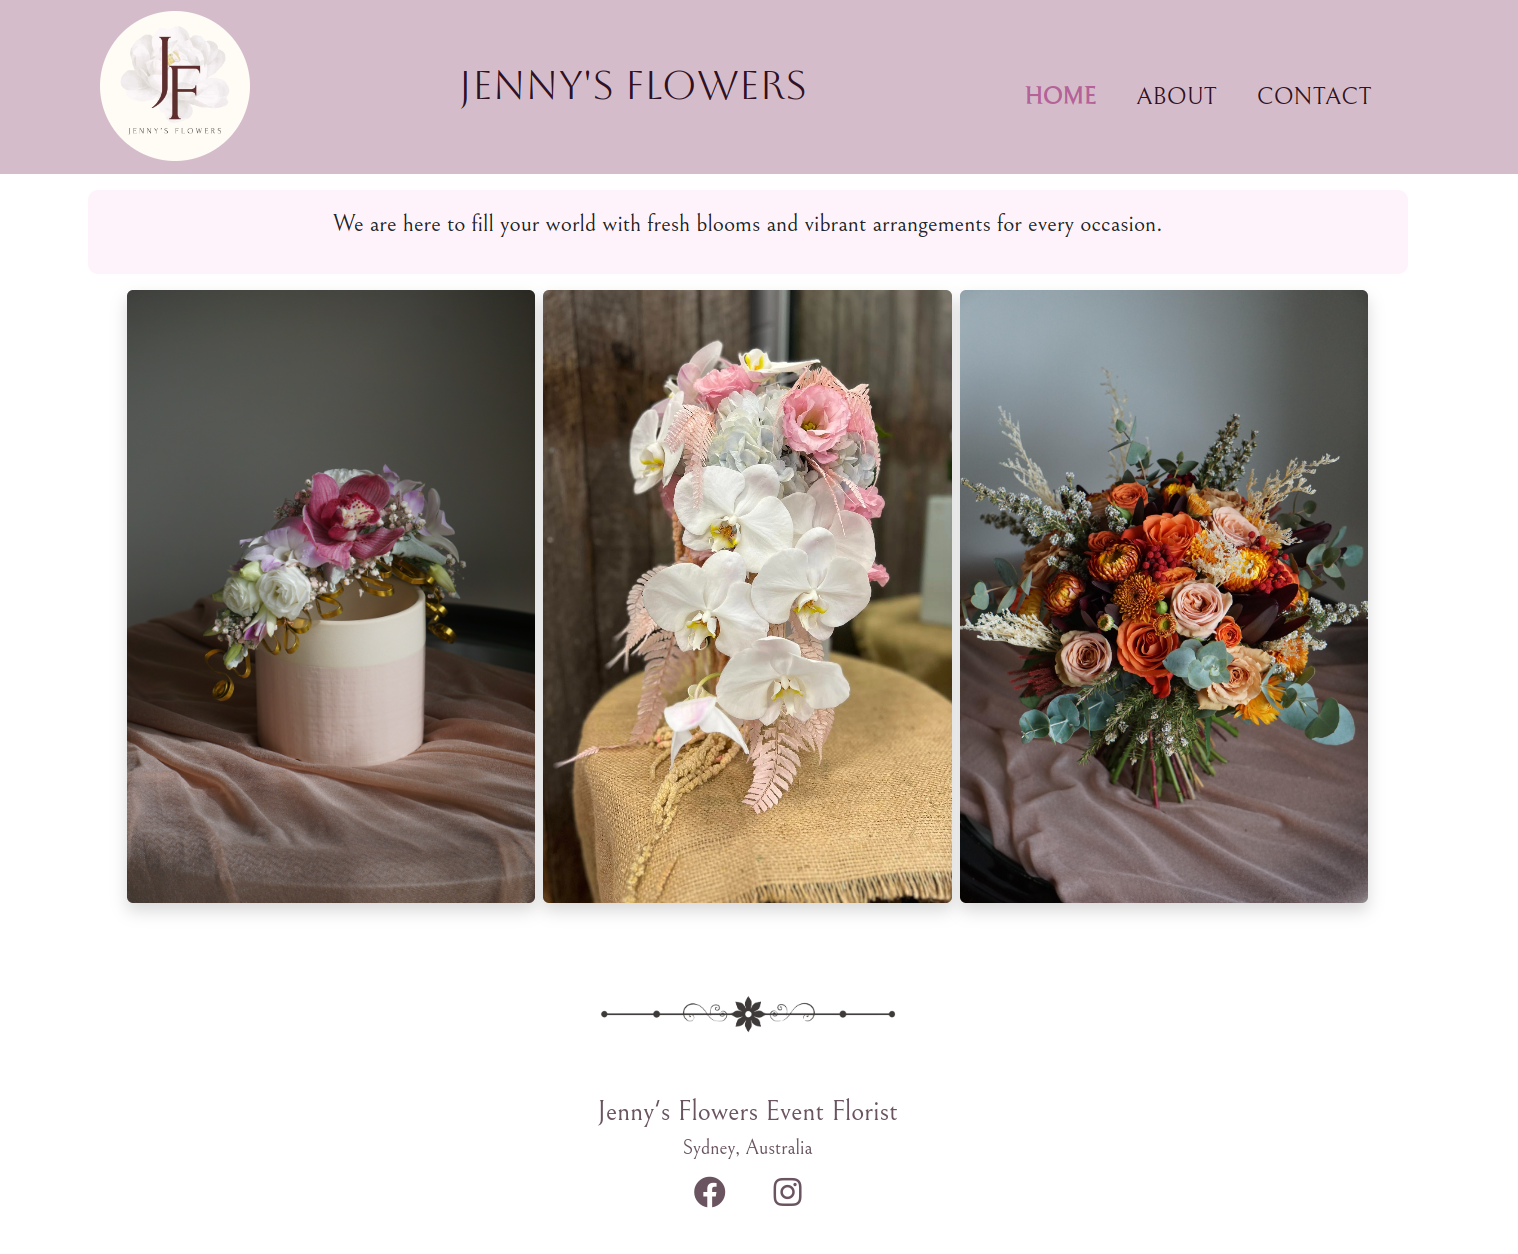 JF
JENNY'S FLOWERS
JENNY'S FLOWERS
HOME ABOUT CONTACT
We are here to fill your world with fresh blooms and vibrant arrangements for every occasion.
Jenny's Flowers Event Florist
Sydney, Australia